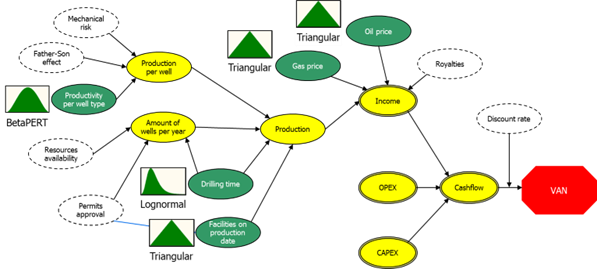 Mechanical
risk
Father-Son
effect
Production
per well
BetaPERT
Productivity
per well type
Triangular
Gas price
Triangular
Oil price
Royalties
Income
Amount of
wells per year
Production
Resources
availability
Lognormal
Drilling time
Permits
approval
Triangular
Facilities on
production
date
Discount rate
OPEX
Cashflow
VAN
CAPEX